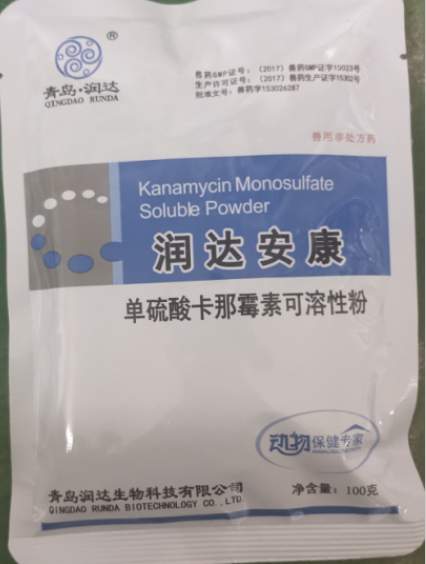 ®
青岛·润达
QINGDAO RUNDA
兽药GMP证号：（2017）兽药GMP证字15023号
生产许可证号：（2017）兽药生产证字15302号
批准文号：兽药字153026287
兽用非处方药
Kanamycin Monosulfate
Soluble Powder
润达安康
单硫酸卡那霉素可溶性粉
动物保健专家
青岛润达生物科技有限公司
QINGDAO RUNDA BIOTECHNOLOGY CO.,LTD
净含量：100克